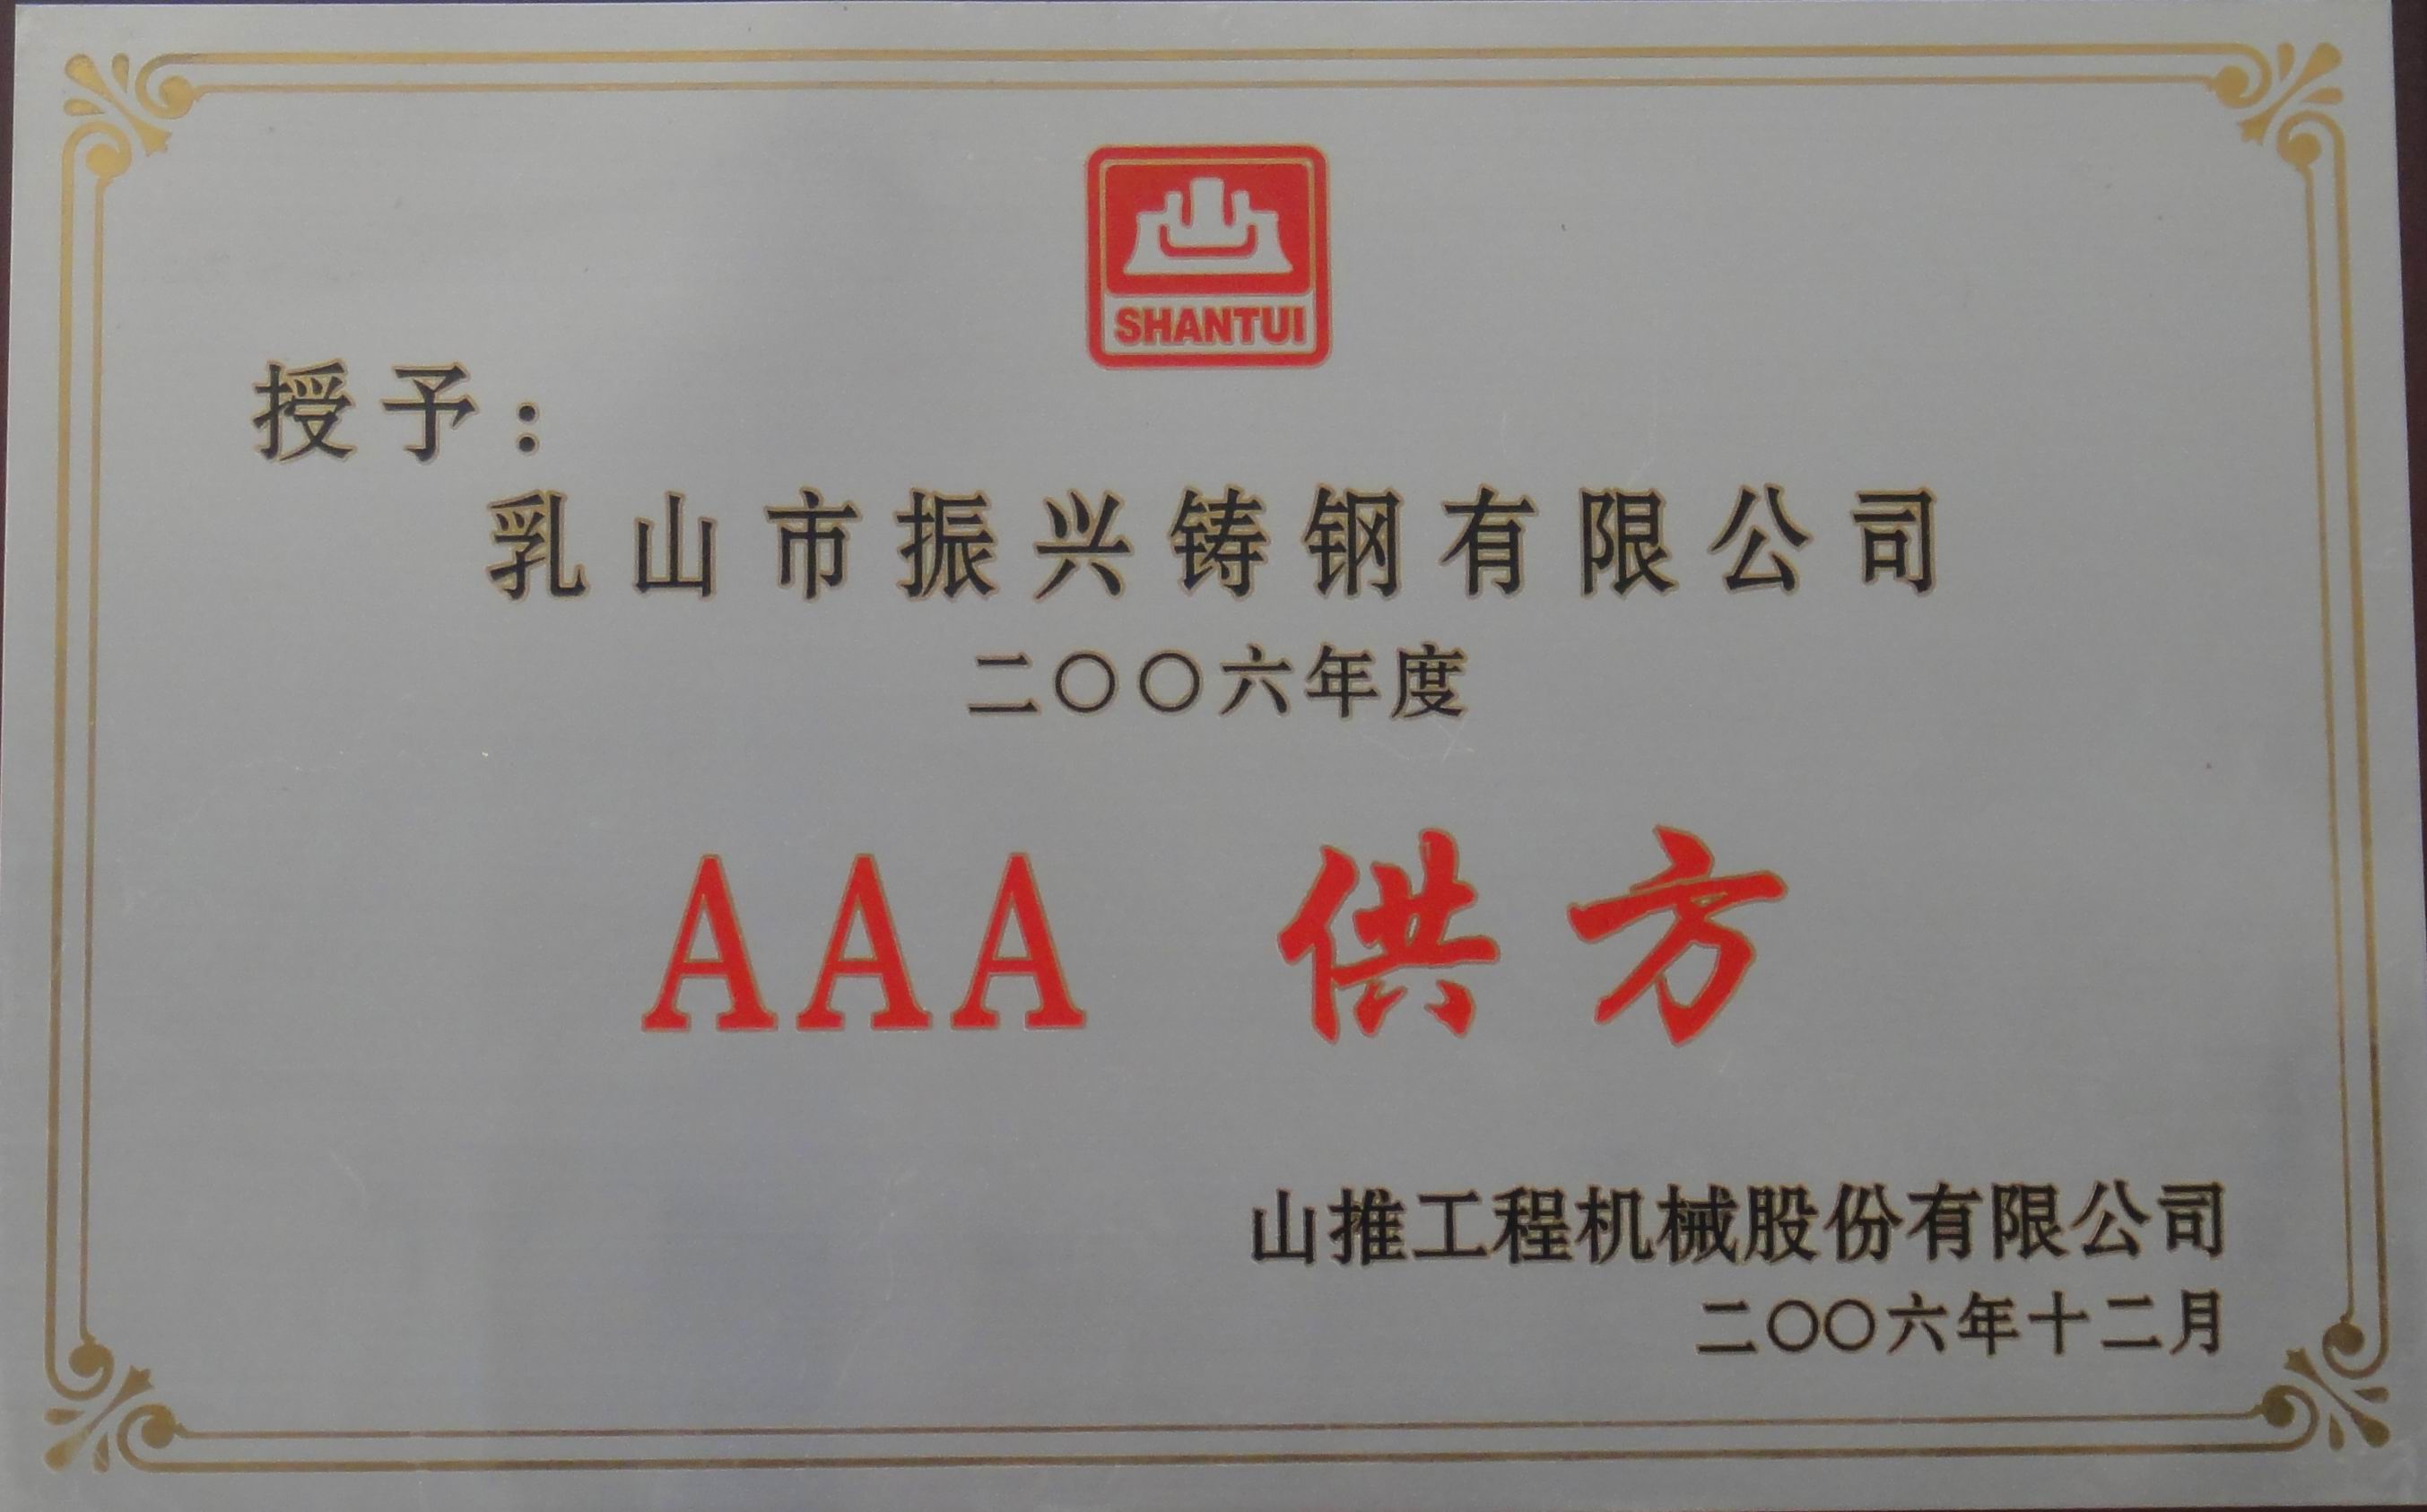 SHANTUI
授予：
乳山市振兴铸钢有限公司
二〇〇六年度
AAA 供方
山推工程机械股份有限公司
二〇〇六年十二月